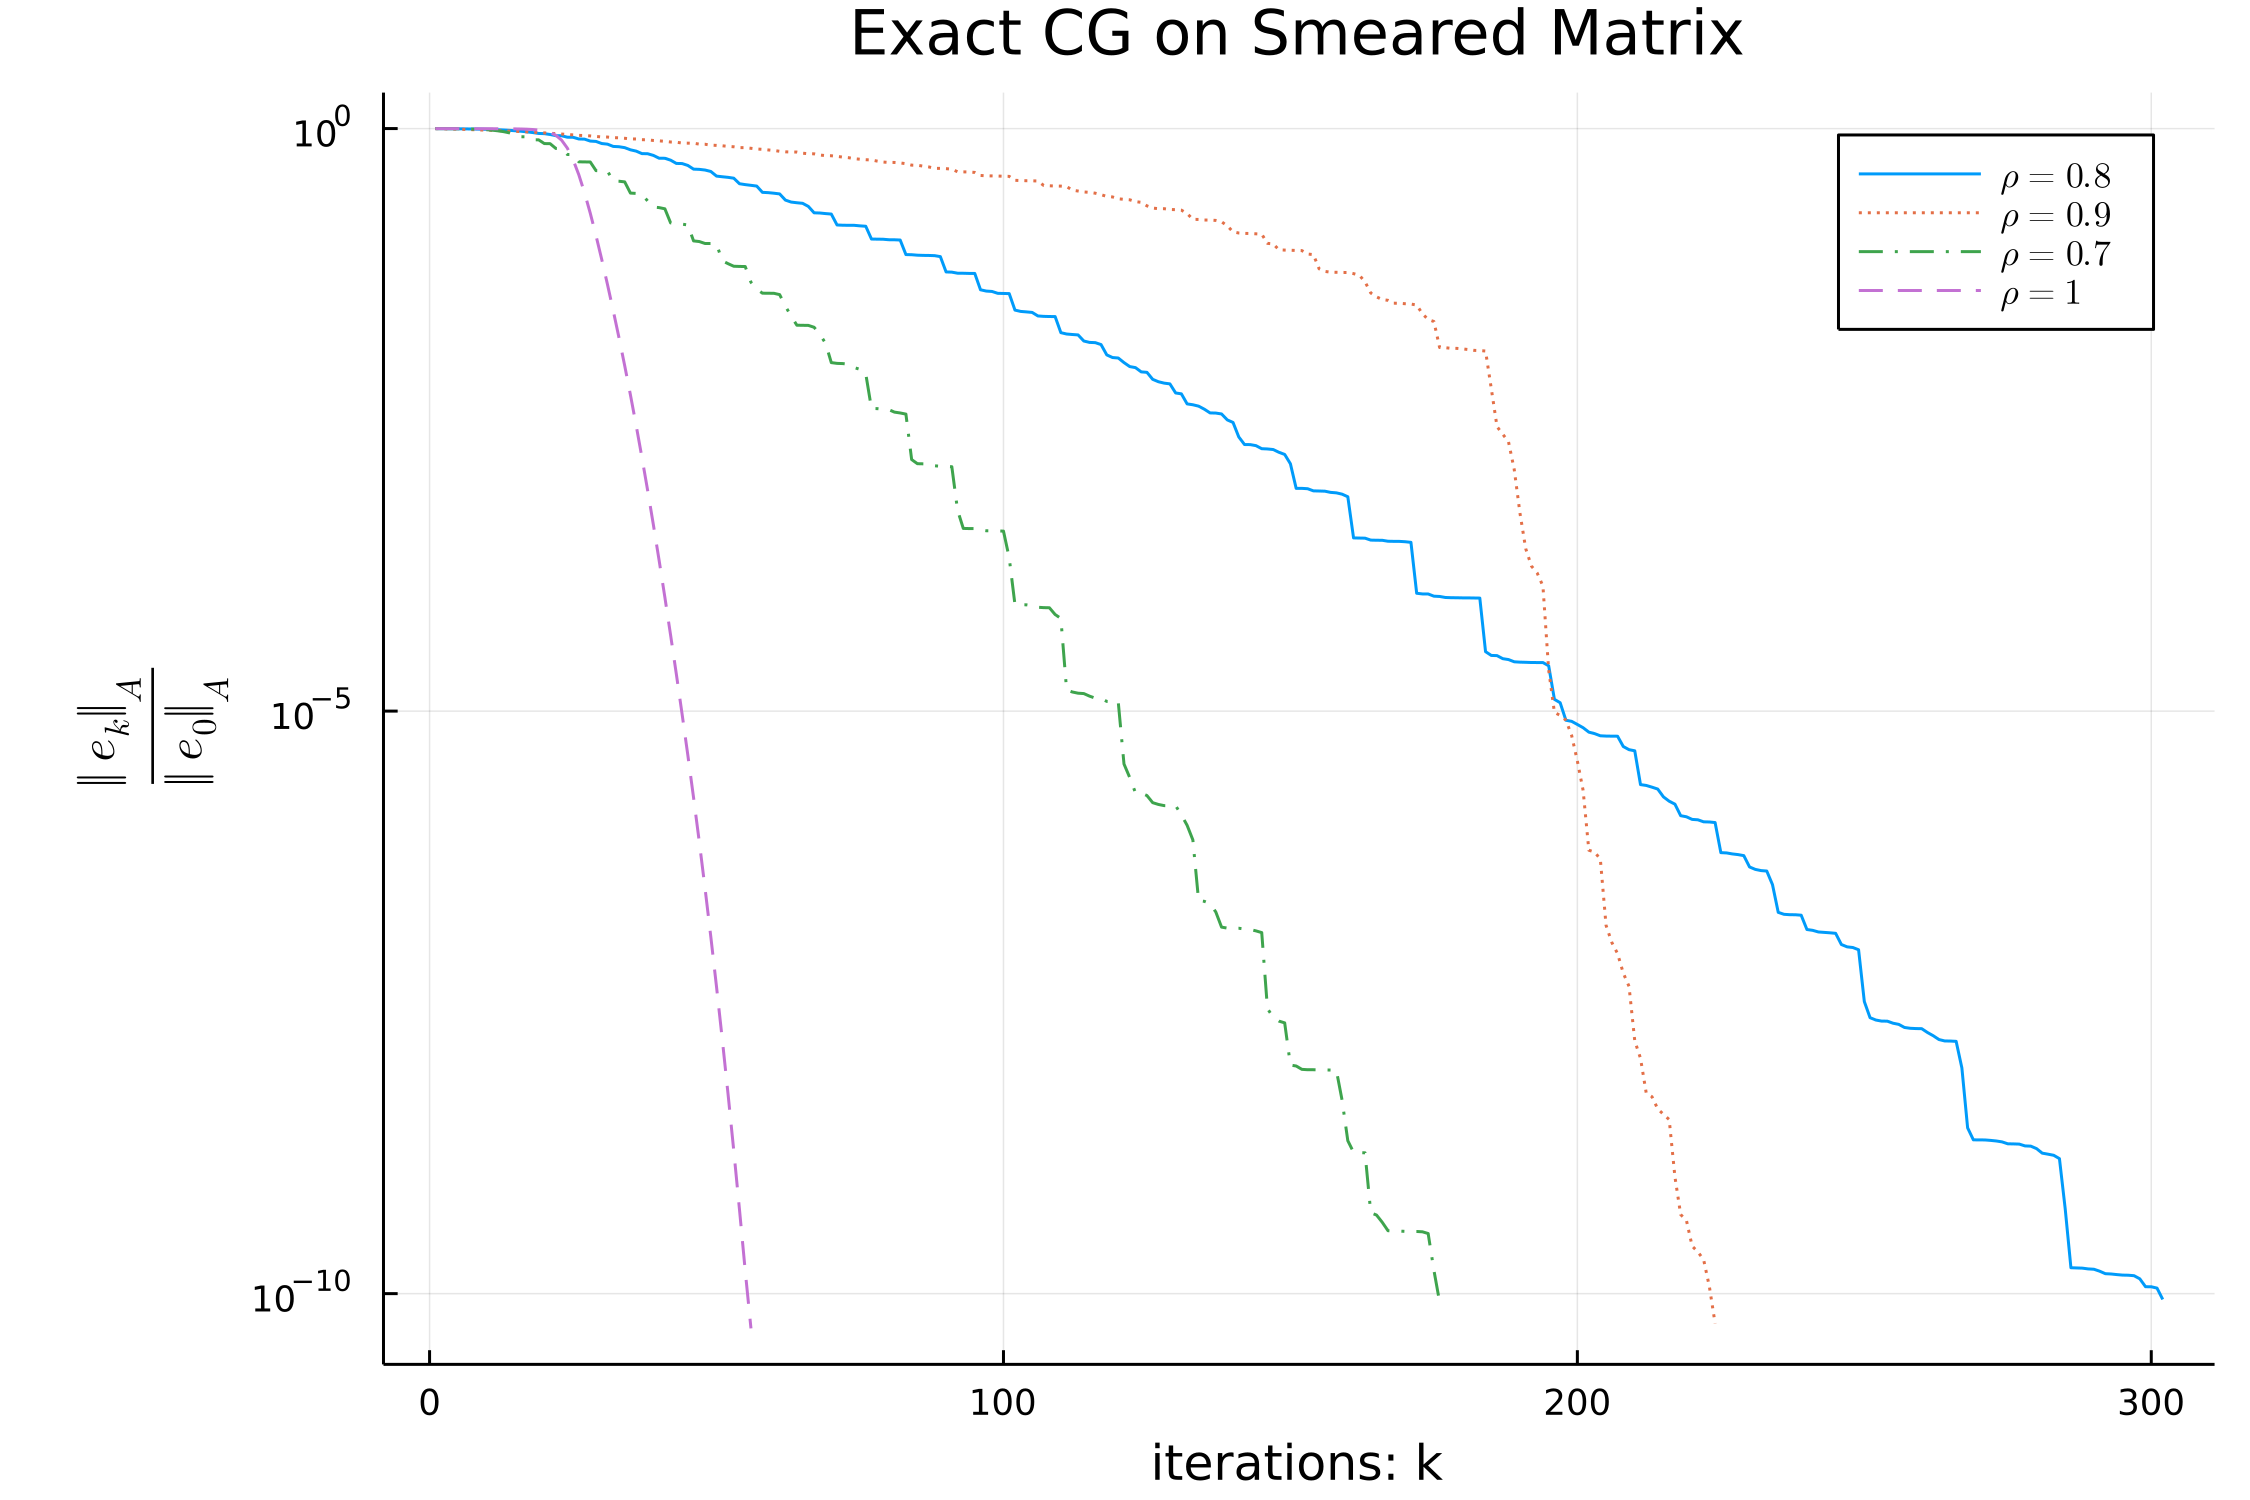 Exact CG on Smeared Matrix
10^0
10^−5
10^−10
‖e_k‖_A
‖e_0‖_A
ρ = 0.8
ρ = 0.9
ρ = 0.7
ρ = 1
0 100 200 300
iterations: k